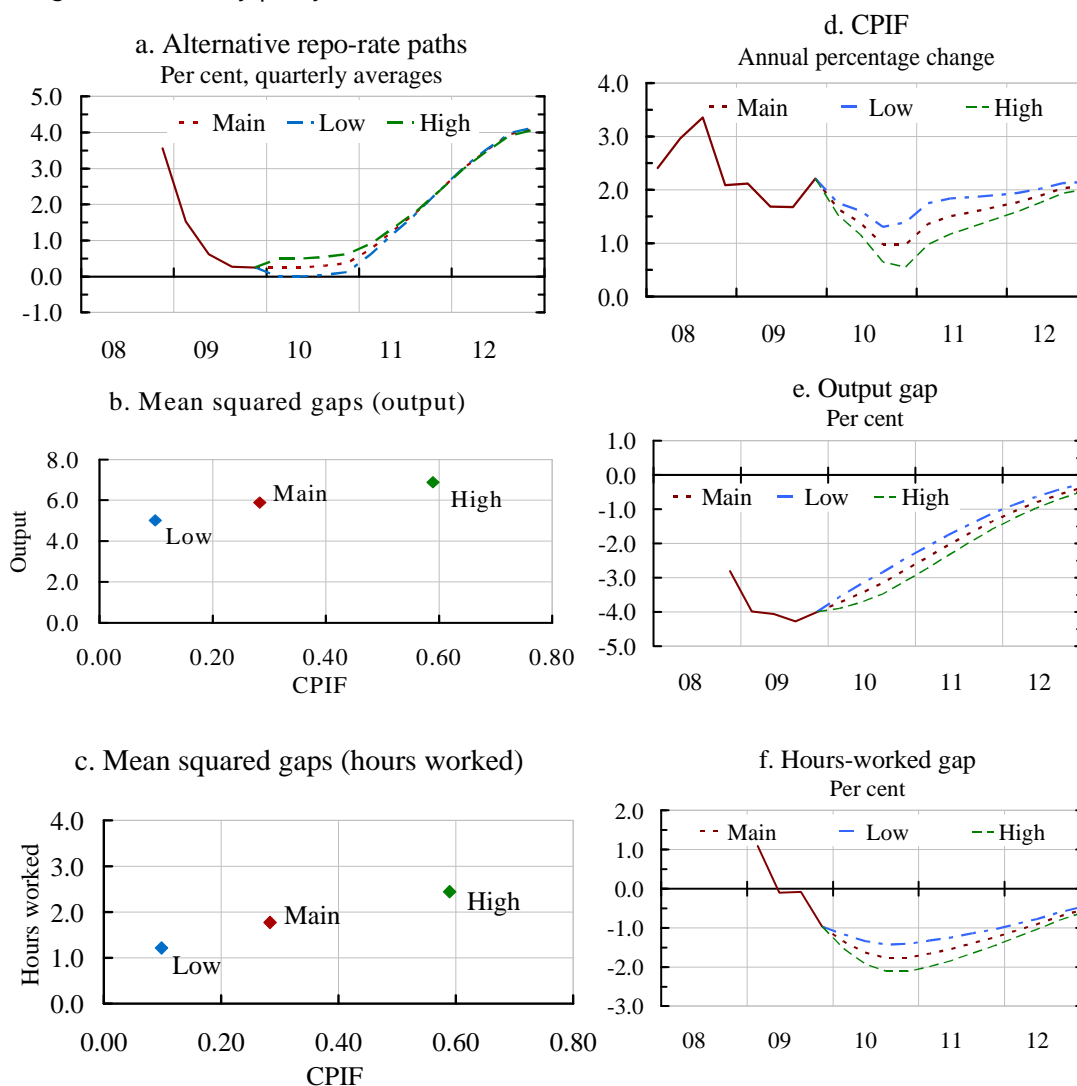 a. Alternative repo-rate paths
Per cent, quarterly averages
5.0
4.0
3.0
2.0
1.0
0.0
-1.0
Main Low High
08 09 10 11 12
d. CPIF
Annual percentage change
4.0
3.0
2.0
1.0
0.0
Main Low High
08 09 10 11 12
b. Mean squared gaps (output)
Output
8.0
6.0
4.0
2.0
0.0
Low
Main
High
0.00 0.20 0.40 0.60 0.80
CPIF
e. Output gap
Per cent
1.0
0.0
-1.0
-2.0
-3.0
-4.0
-5.0
Main Low High
08 09 10 11 12
c. Mean squared gaps (hours worked)
Hours worked
4.0
3.0
2.0
1.0
0.0
Low
Main
High
0.00 0.20 0.40 0.60 0.80
CPIF
f. Hours-worked gap
Per cent
2.0
1.0
0.0
-1.0
-2.0
-3.0
Main Low High
08 09 10 11 12